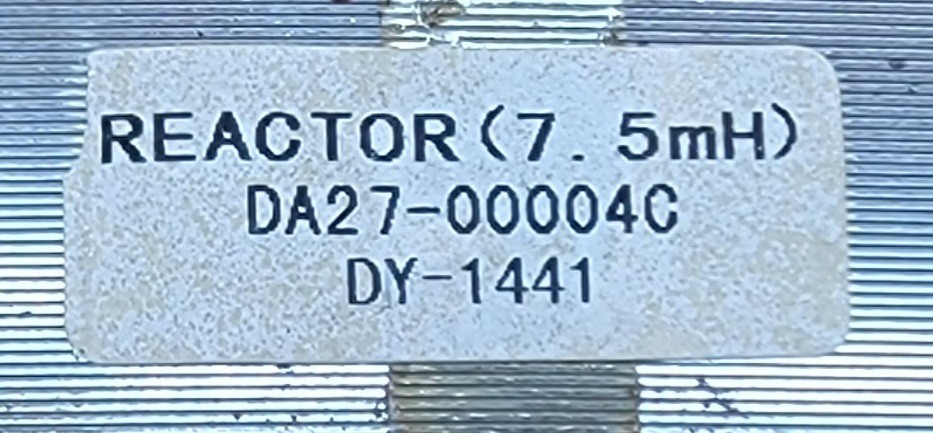 REACTOR(7.5mH)
DA27-00004C
DY-1441